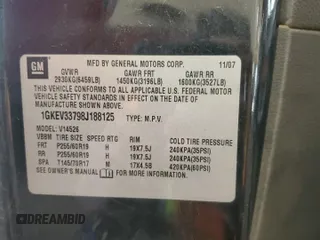 GM
MFD BY GENERAL MOTORS CORP. 11/07
GVWR GAWR FRT GAWR RR
2930KG(6459LB) 1450KG(3196LB) 1600KG(3527LB)
THIS VEHICLE CONFORMS TO ALL APPLICABLE U.S. FEDERAL
MOTOR VEHICLE SAFETY AND THEFT PREVENTION
STANDARDS IN EFFECT ON THE DATE OF MANUFACTURE
SHOWN ABOVE.
1GKEV33798J188125 TYPE: M.P.V.
MODEL: V14526
TIRE SIZE SPEED RTG RIM COLD TIRE PRESSURE
FRT P255/60R19 H 19X7.5J 240KPA(35PSI)
RR P255/60R19 H 19X7.5J 240KPA(35PSI)
SPA T145/70R17 M 17X4.5B 420KPA(60PSI)
SEE OWNER'S MANUAL FOR ADDITIONAL INFORMATION.
DREAMBID